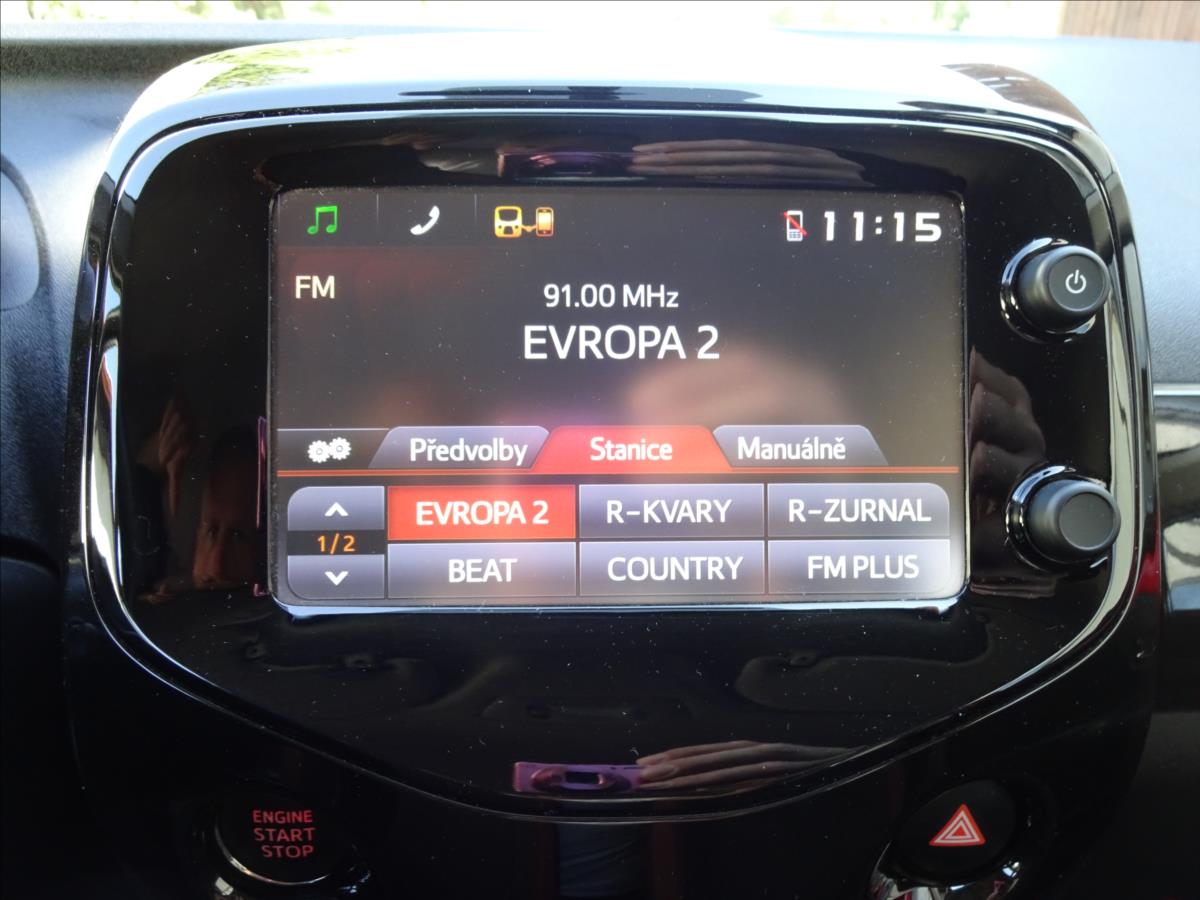 11:15
FM
91.00 MHz
EVROPA 2
Předvolby Stanice Manuálně
EVROPA 2 R-KVARY R-ZURNAL
1/2
BEAT COUNTRY FM PLUS
ENGINE
START
STOP